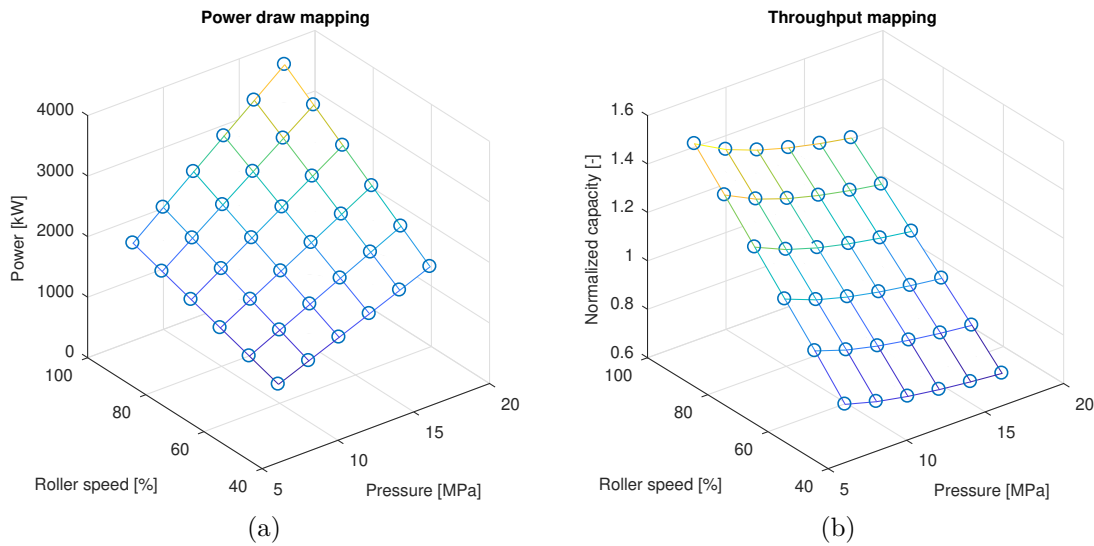 Power draw mapping
4000
3000
2000
1000
0
Power [kW]
100
80
60
40
Roller speed [%]
5
10
15
20
Pressure [MPa]
(a)
Throughput mapping
1.6
1.4
1.2
1
0.8
0.6
Normalized capacity [-]
100
80
60
40
Roller speed [%]
5
10
15
20
Pressure [MPa]
(b)